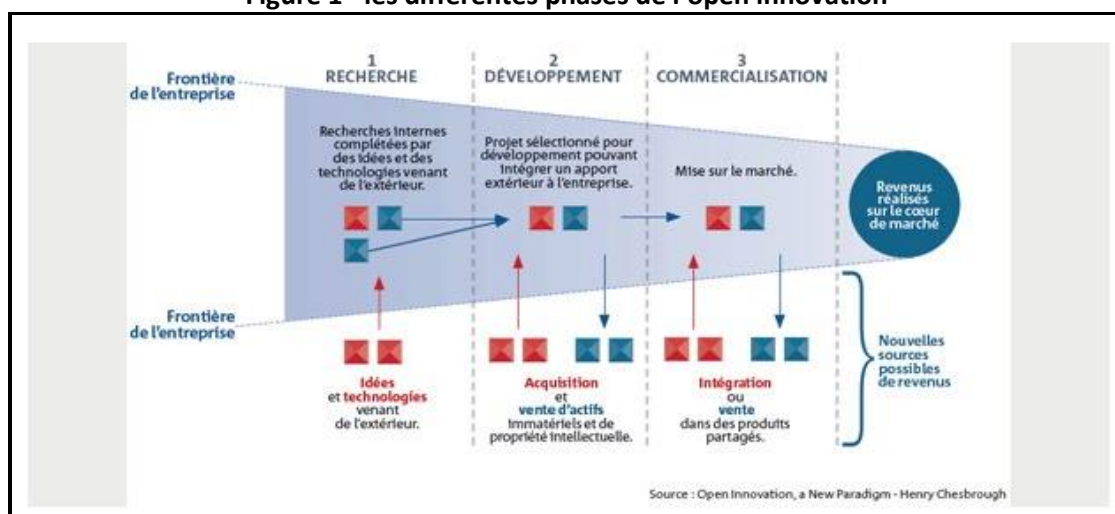 Figure 1 - les différentes phases de l'open innovation
1
RECHERCHE
2
DÉVELOPPEMENT
3
COMMERCIALISATION
Frontière
de l'entreprise
Recherches internes
complétées par
des idées et des
technologies venant
de l'extérieur.
Projet sélectionné pour
développement pouvant
intégrer un apport
extérieur à l'entreprise.
Mise sur le marché.
Revenus
réalisés
sur le cœur
de marché
Frontière
de l'entreprise
Idées
et technologies
venant
de l'extérieur.
Acquisition
et
vente d'actifs
immatériels et de
propriété intellectuelle.
Intégration
ou
vente
dans des produits
partagés.
Nouvelles
sources
possibles
de revenus
Source : Open Innovation, a New Paradigm - Henry Chesbrough